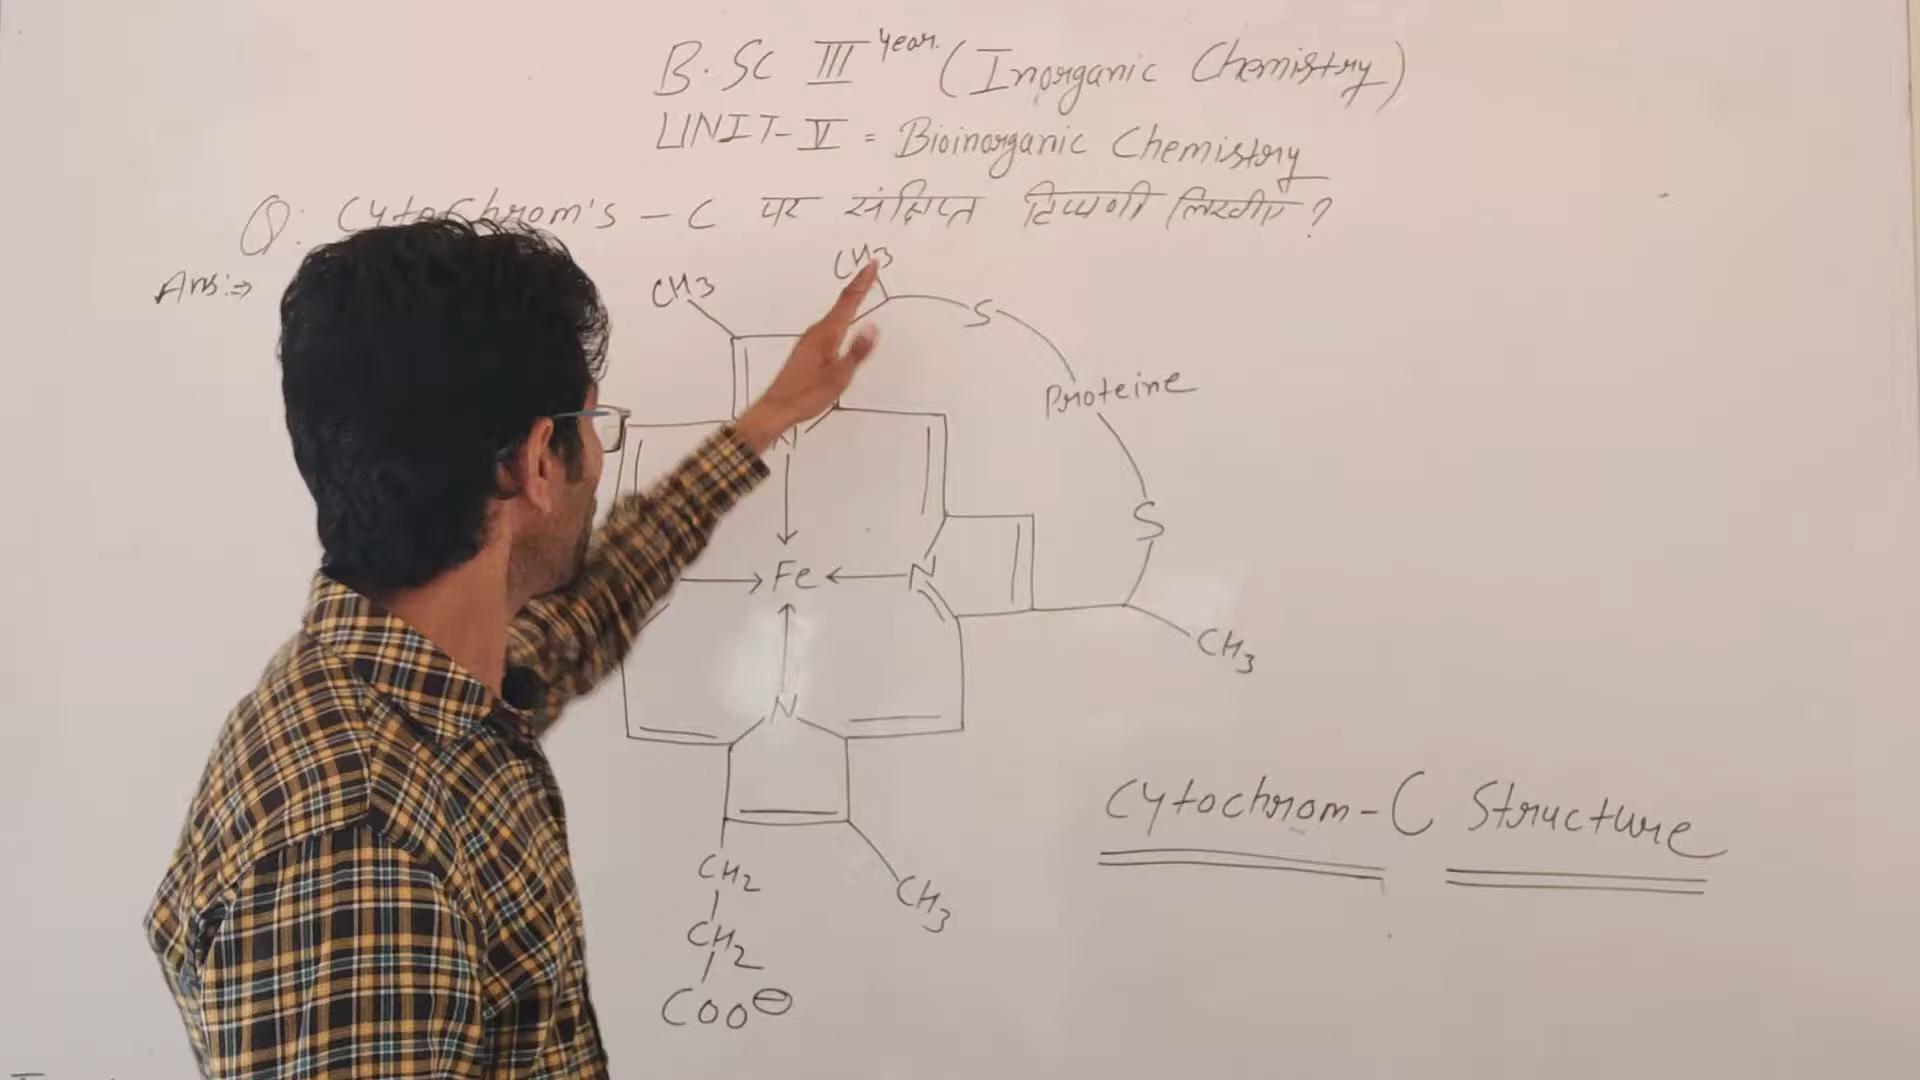 B.Sc III year. (Inorganic Chemistry)
UNIT-V = Bioinorganic Chemistry
Q. Cytochrom's - C पर संक्षिप्त टिप्पणी लिखीए ?
Ans:⇒
CH3 CH3
S
Proteine
N
S
Fe N
CH3
N
Cytochrom-C Structure
CH2 CH3
CH2
COO⊖